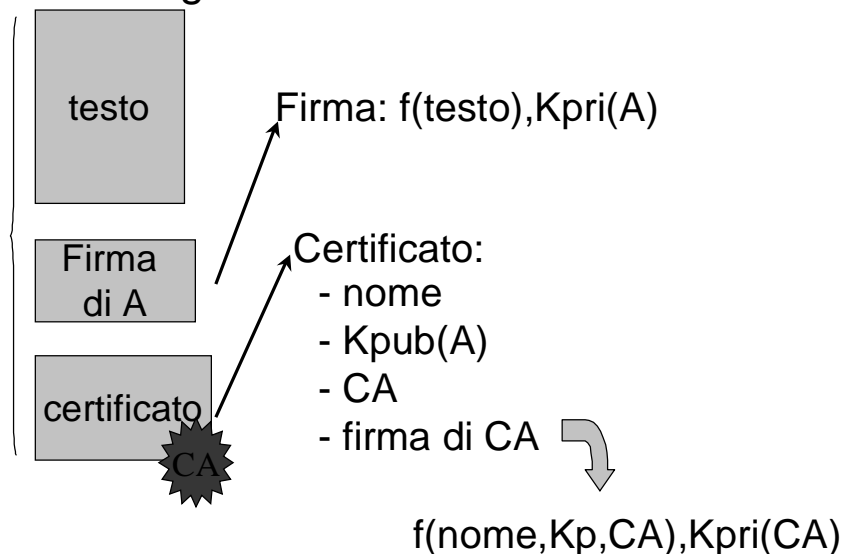 testo
Firma: f(testo),Kpri(A)
Firma
di A
Certificato:
- nome
- Kpub(A)
- CA
- firma di CA
certificato
CA
f(nome,Kp,CA),Kpri(CA)